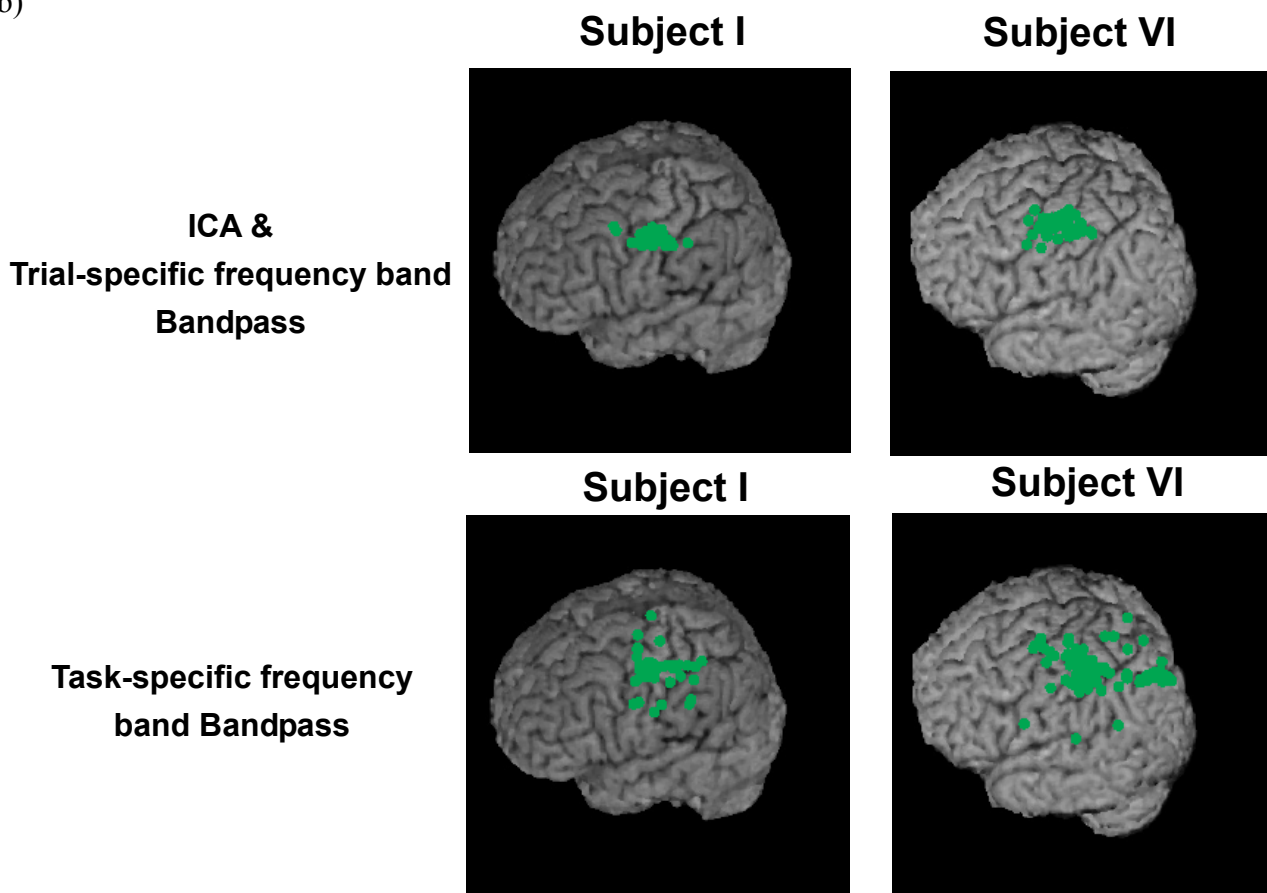 b)
Subject I
Subject VI
ICA &
Trial-specific frequency band
Bandpass
Subject I
Subject VI
Task-specific frequency
band Bandpass